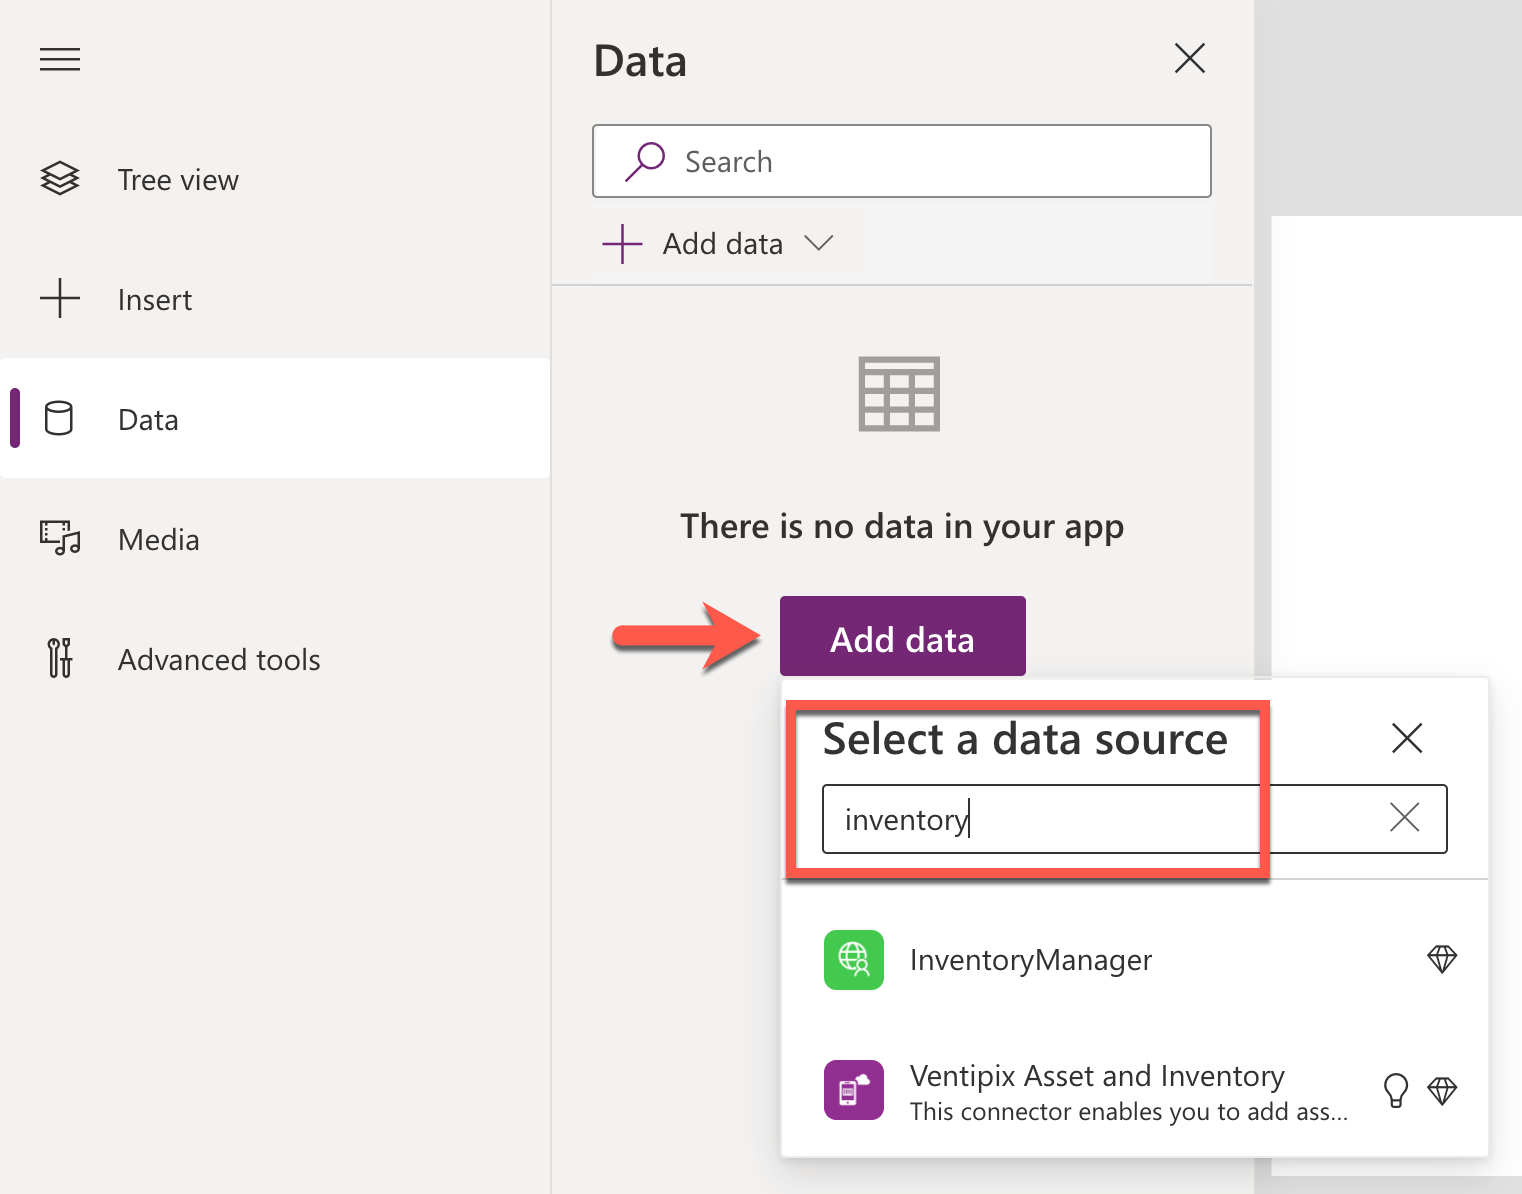 Data
Search
Add data
Tree view
Insert
Data
Media
Advanced tools
There is no data in your app
Add data
Select a data source
inventory
InventoryManager
Ventipix Asset and Inventory
This connector enables you to add ass...